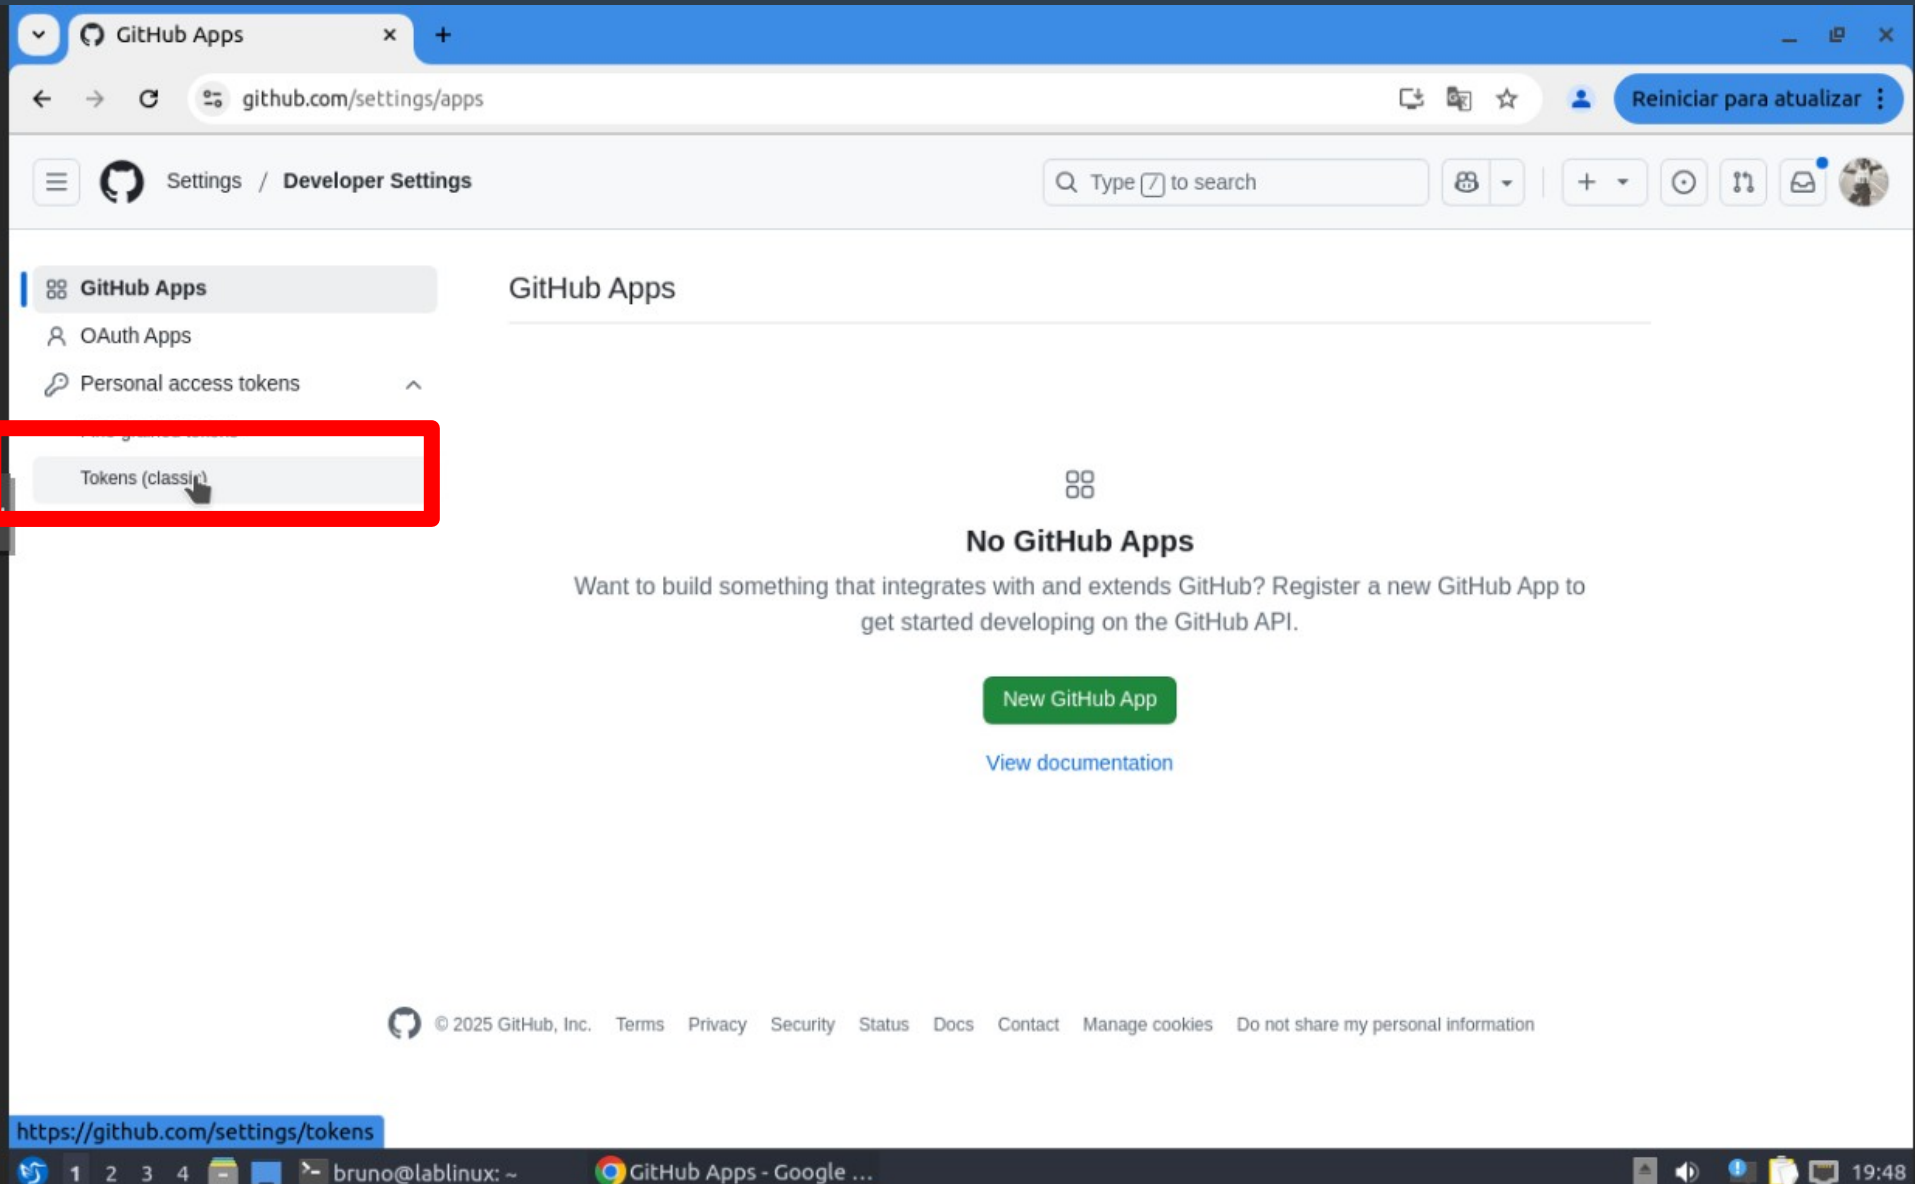 GitHub Apps
github.com/settings/apps
Reiniciar para atualizar
Settings / Developer Settings
Type / to search
GitHub Apps
OAuth Apps
Personal access tokens
Tokens (classic)
GitHub Apps
No GitHub Apps
Want to build something that integrates with and extends GitHub? Register a new GitHub App to
get started developing on the GitHub API.
New GitHub App
View documentation
© 2025 GitHub, Inc. Terms Privacy Security Status Docs Contact Manage cookies Do not share my personal information
https://github.com/settings/tokens
1 2 3 4 bruno@lablinux: ~ GitHub Apps - Google ... 19:48